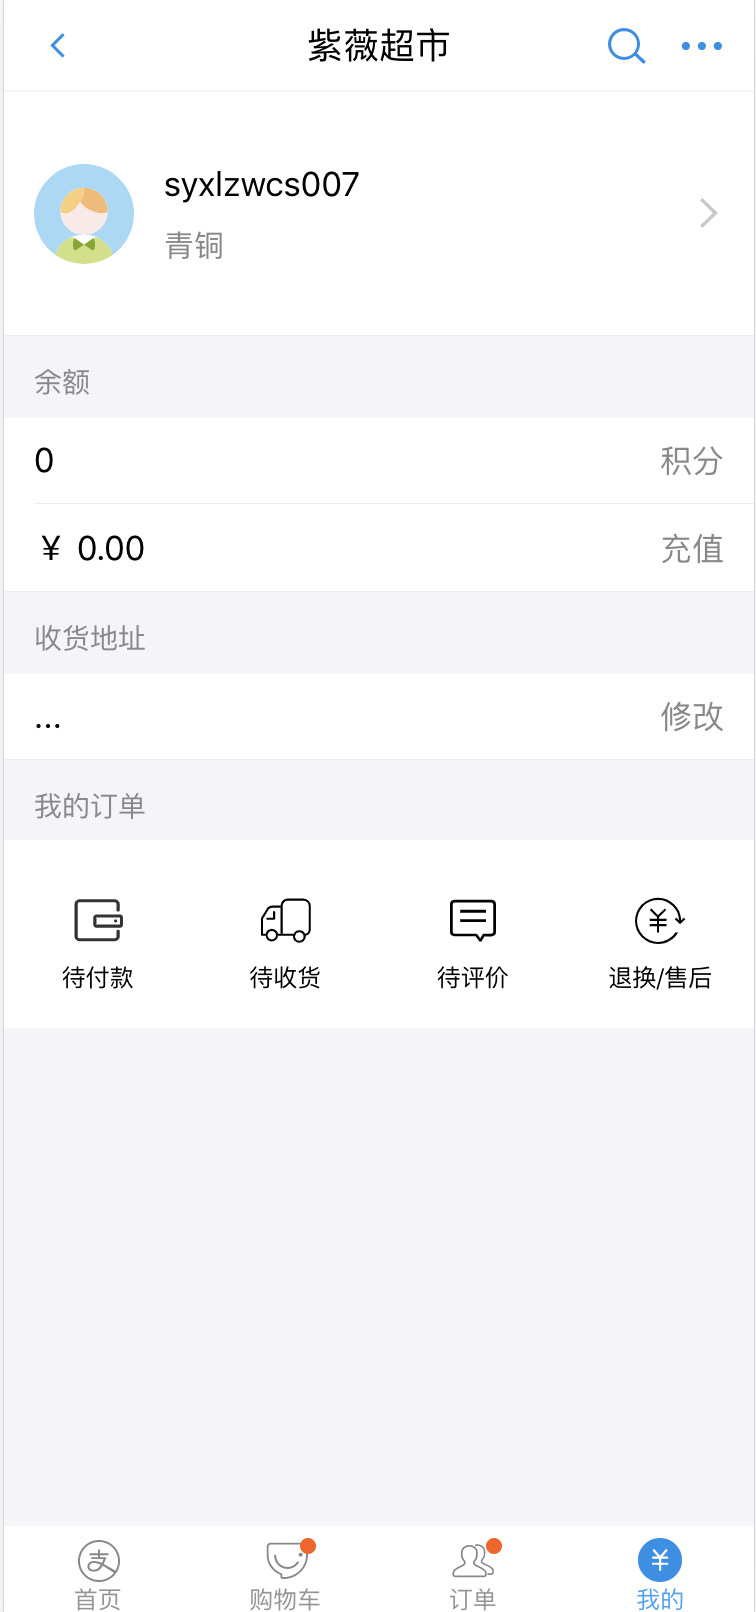 紫薇超市
syxlzwcs007
青铜
余额
0 积分
¥ 0.00 充值
收货地址
... 修改
我的订单
待付款 待收货 待评价 退换/售后
首页 购物车 订单 我的